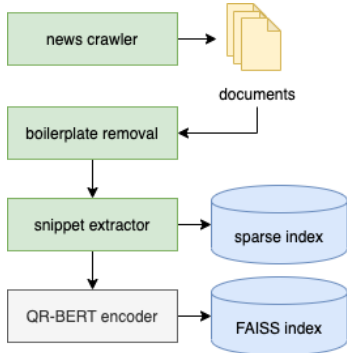 news crawler
documents
boilerplate removal
snippet extractor
sparse index
QR-BERT encoder
FAISS index